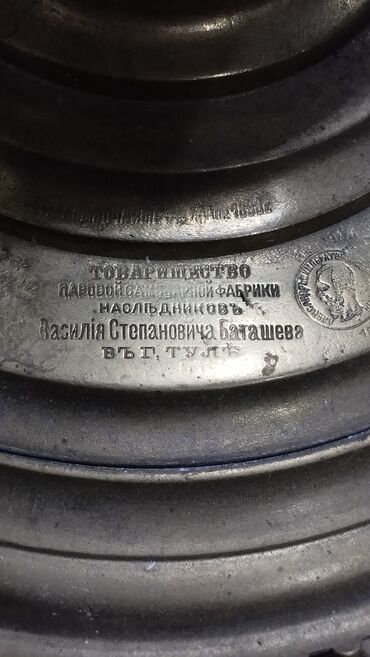 ТОВАРИЩЕСТВО
ПАРОВОЙ САМОВАРНОЙ ФАБРИКИ
НАСЛѢДНИКОВЪ
Василія Степановича Баташева
ВЪ Г. ТУЛѢ